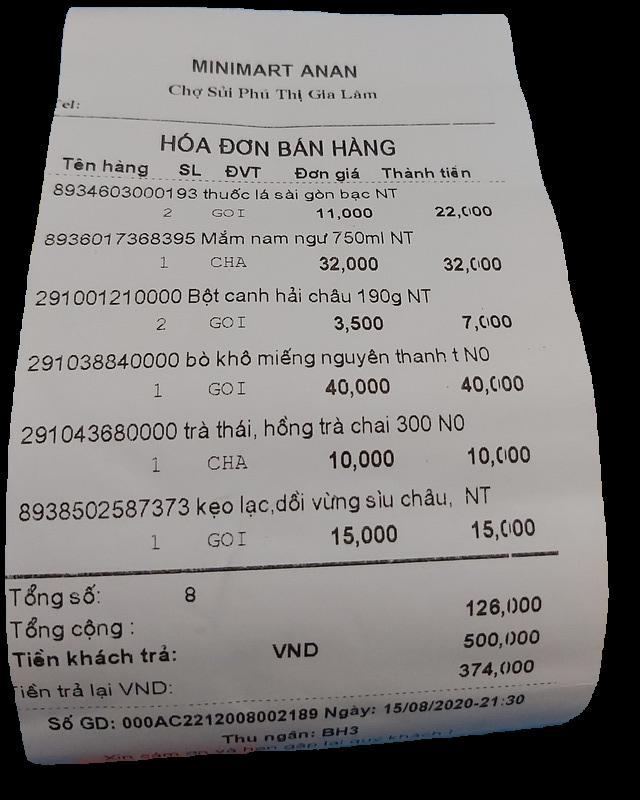 MINIMART ANAN
Chợ Sủi Phú Thị Gia Lâm
el:
HÓA ĐƠN BÁN HÀNG
Tên hàng SL ĐVT Đơn giá Thành tiền
8934603000193 thuốc lá sài gòn bạc NT
2 GOI 11,000 22,000
8936017368395 Mắm nam ngư 750ml NT
1 CHA 32,000 32,000
291001210000 Bột canh hải châu 190g NT
2 GOI 3,500 7,000
291038840000 bò khô miếng nguyên thanh t N0
1 GOI 40,000 40,000
291043680000 trà thái, hồng trà chai 300 N0
1 CHA 10,000 10,000
8938502587373 kẹo lạc,dồi vừng sìu châu, NT
1 GOI 15,000 15,000
Tổng số: 8
Tổng cộng : 126,000
Tiền khách trả: VND 500,000
iền trả lại VND: 374,000
Số GD: 000AC2212008002189 Ngày: 15/08/2020-21:30
Thu ngân: BH3
Xin cảm ơn và hẹn gặp lại quý khách !